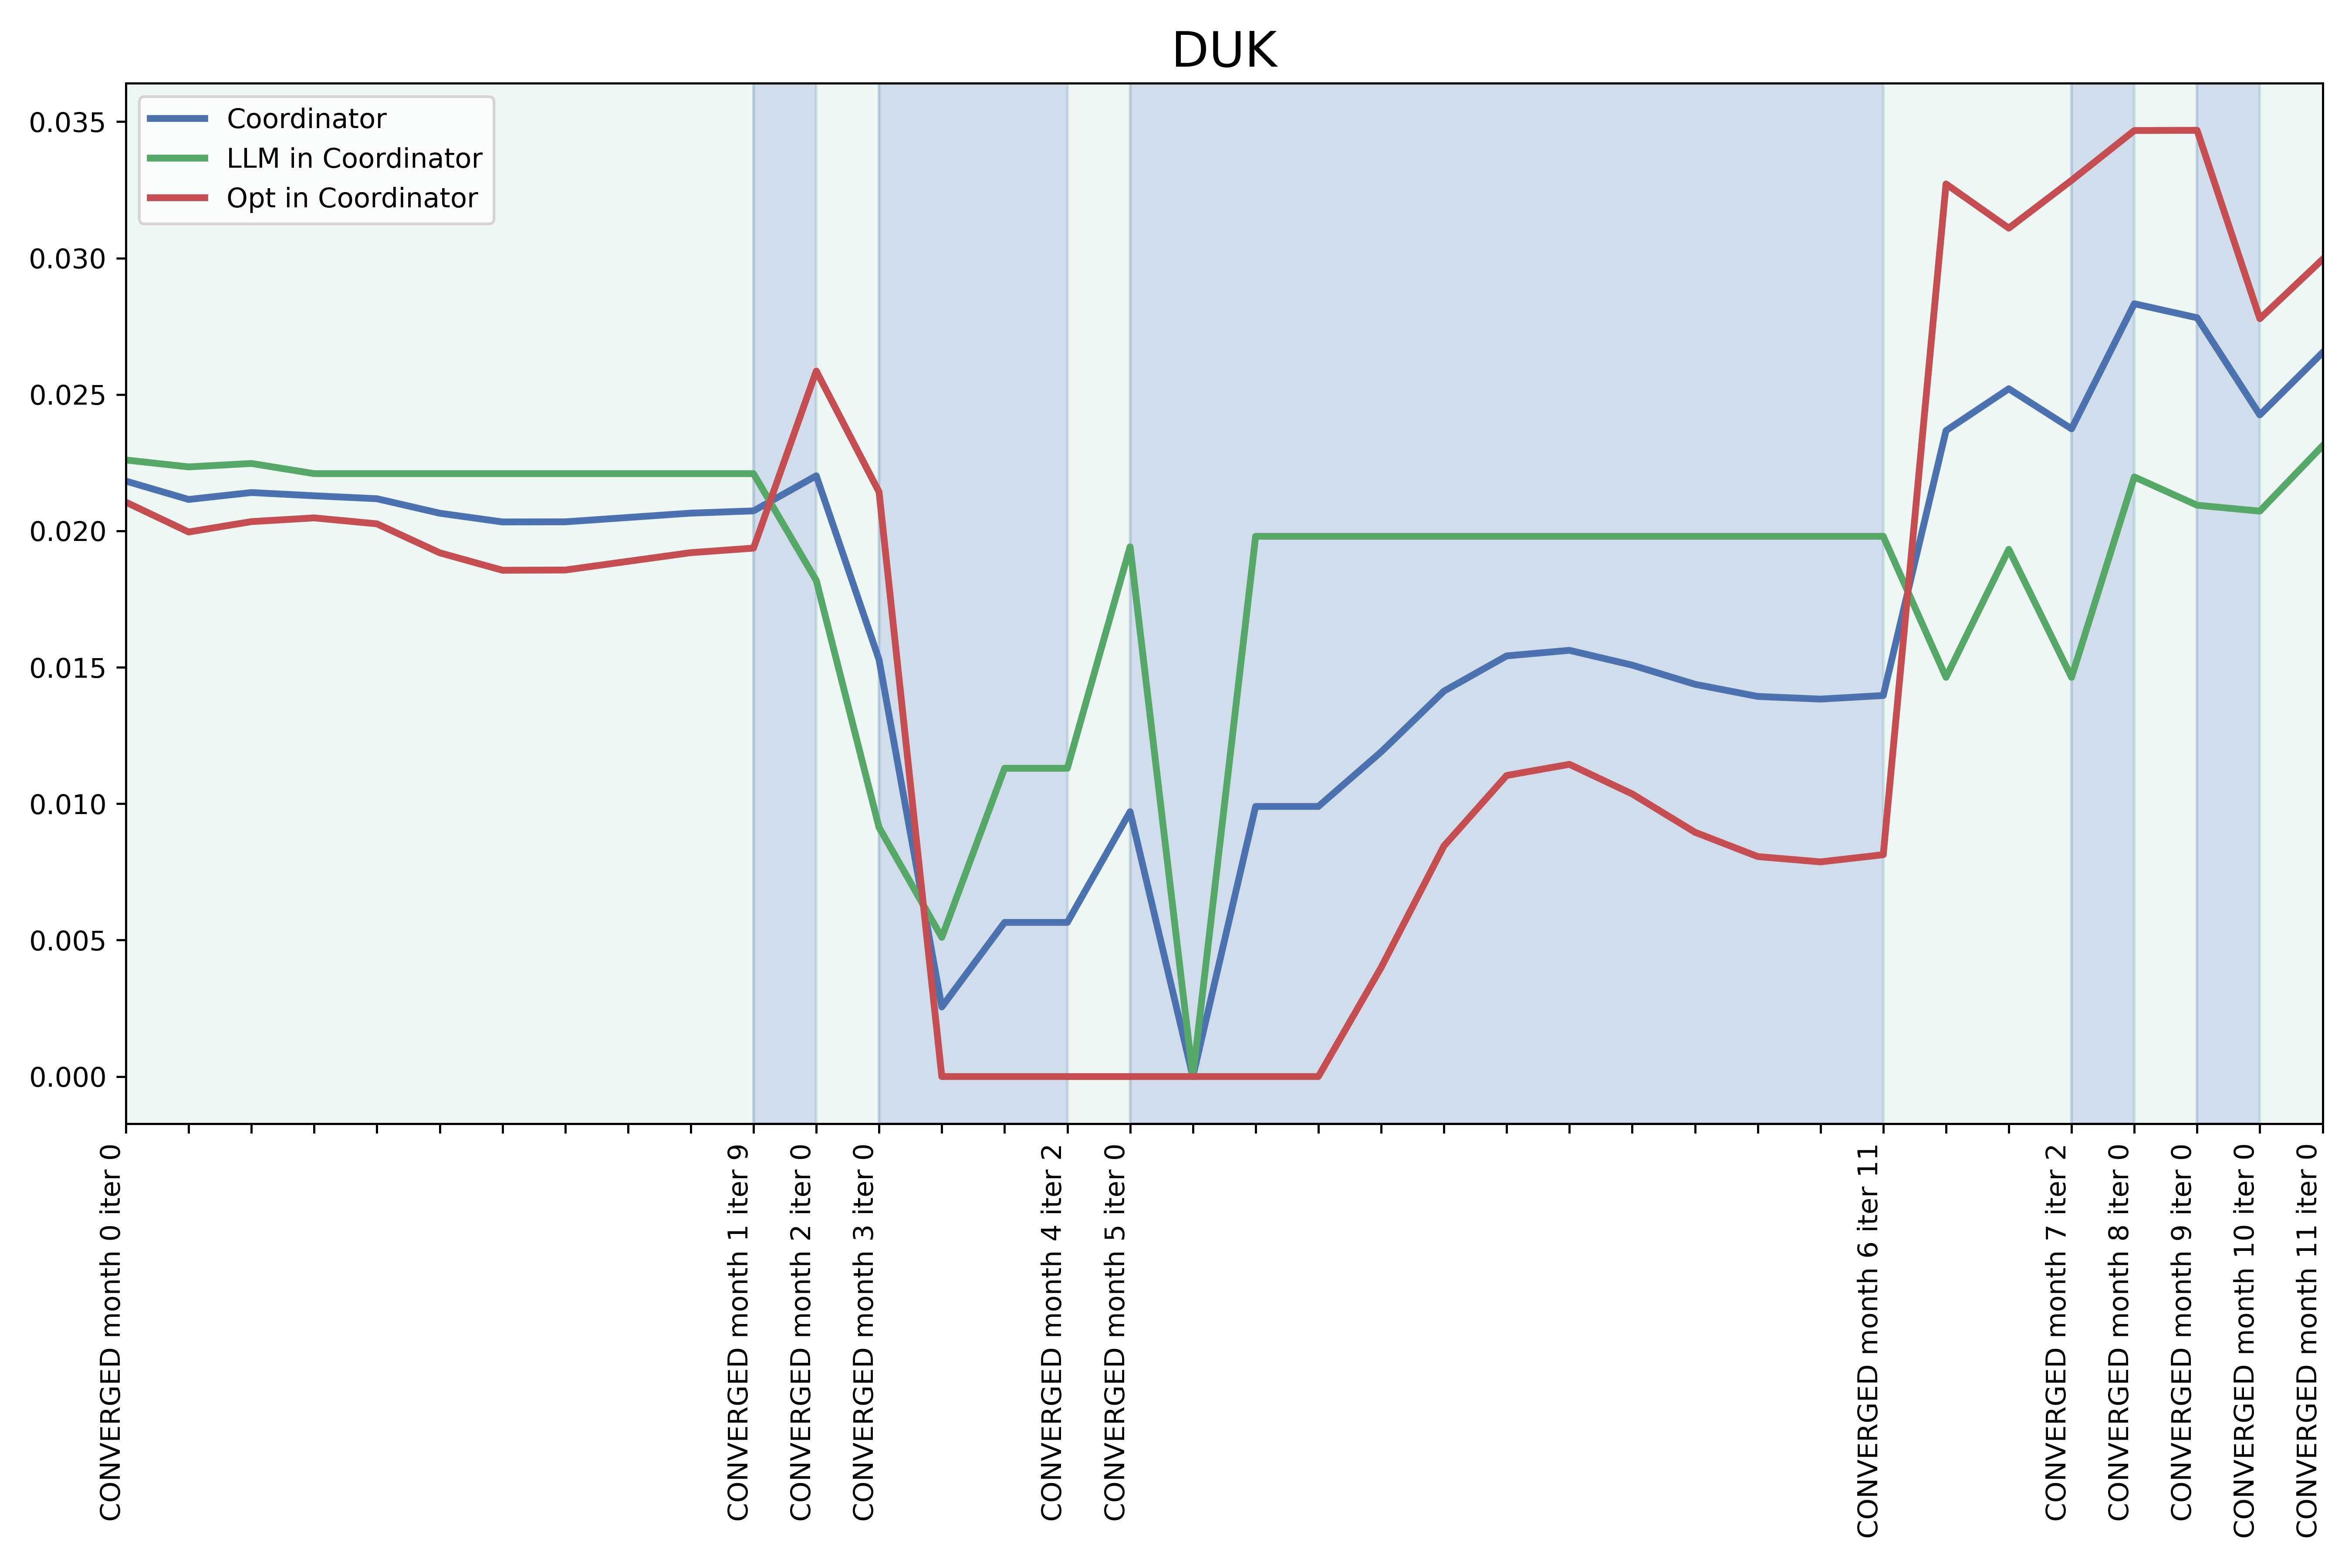 DUK
Coordinator
LLM in Coordinator
Opt in Coordinator
0.035
0.030
0.025
0.020
0.015
0.010
0.005
0.000
CONVERGED month 0 iter 0
CONVERGED month 1 iter 9
CONVERGED month 2 iter 0
CONVERGED month 3 iter 0
CONVERGED month 4 iter 2
CONVERGED month 5 iter 0
CONVERGED month 6 iter 11
CONVERGED month 7 iter 2
CONVERGED month 8 iter 0
CONVERGED month 9 iter 0
CONVERGED month 10 iter 0
CONVERGED month 11 iter 0